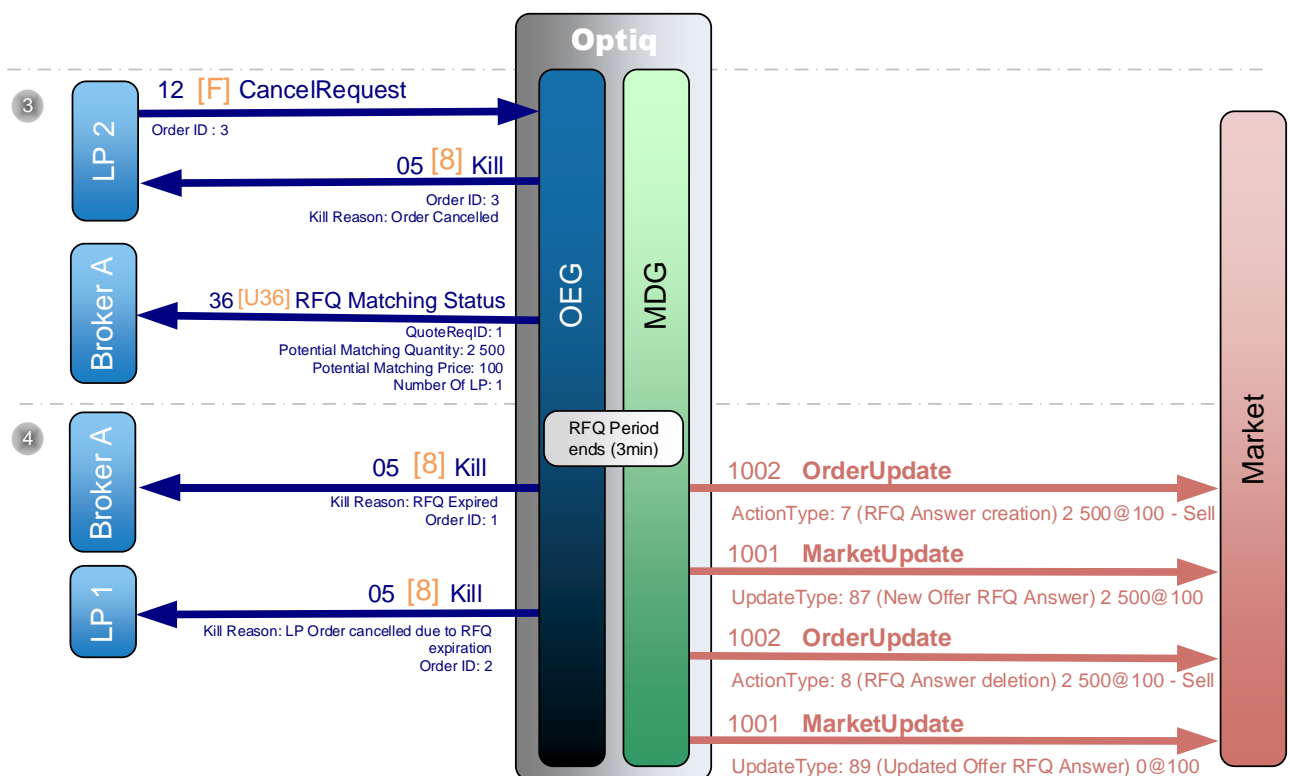 Optiq
3
LP 2
12 [F] CancelRequest
Order ID : 3
05 [8] Kill
Order ID: 3
Kill Reason: Order Cancelled
Broker A
36 [U36] RFQ Matching Status
QuoteReqID: 1
Potential Matching Quantity: 2 500
Potential Matching Price: 100
Number Of LP: 1
OEG
MDG
Market
4
RFQ Period
ends (3min)
Broker A
05 [8] Kill
Kill Reason: RFQ Expired
Order ID: 1
LP 1
05 [8] Kill
Kill Reason: LP Order cancelled due to RFQ
expiration
Order ID: 2
1002 OrderUpdate
ActionType: 7 (RFQ Answer creation) 2 500@100 - Sell
1001 MarketUpdate
UpdateType: 87 (New Offer RFQ Answer) 2 500@100
1002 OrderUpdate
ActionType: 8 (RFQ Answer deletion) 2 500@100 - Sell
1001 MarketUpdate
UpdateType: 89 (Updated Offer RFQ Answer) 0@100